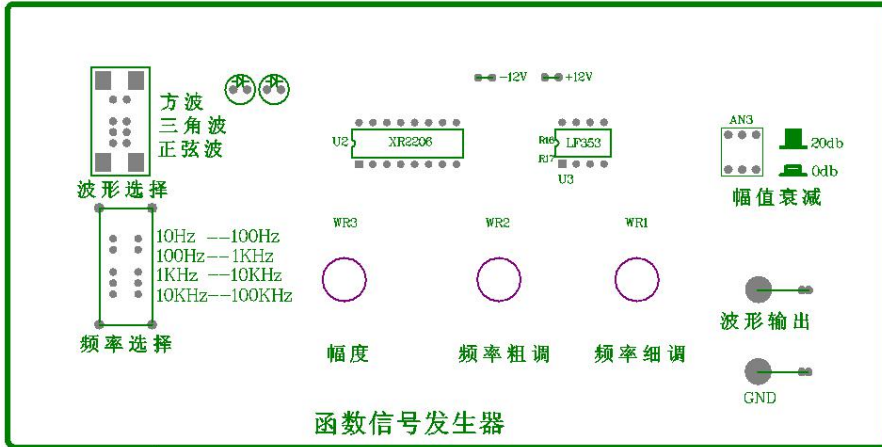 -12V
+12V
方波
三角波
正弦波
波形选择
U2
XR2206
R16
R17
LF353
U3
AN3
20db
0db
幅值衰减
10Hz --100Hz
100Hz--1KHz
1KHz --10KHz
10KHz--100KHz
频率选择
WR3
WR2
WR1
幅度
频率粗调
频率细调
波形输出
GND
函数信号发生器